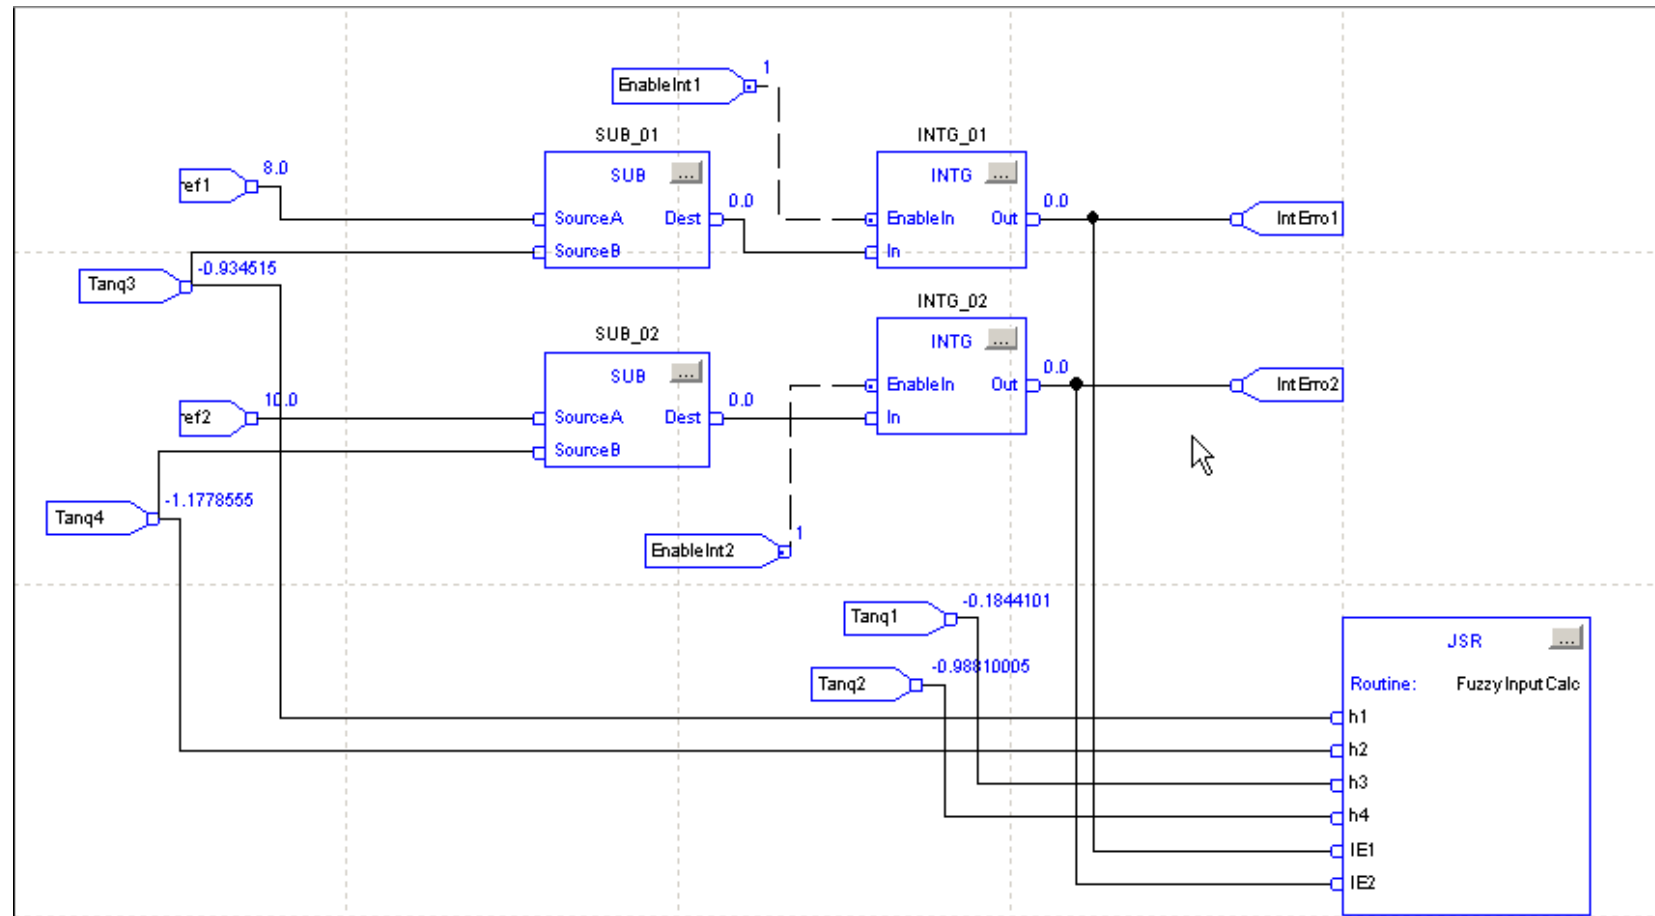 1
EnableInt1
SUB_01
INTG_01
8.0
SUB
...
INTG
...
ref1
0.0
0.0
SourceA
Dest
EnableIn
Out
IntErro1
SourceB
In
-0.934515
Tanq3
INTG_02
SUB_02
INTG
...
0.0
SUB
...
EnableIn
Out
IntErro2
10.0
0.0
ref2
SourceA
Dest
In
SourceB
-1.1778555
Tanq4
1
EnableInt2
-0.1844101
Tanq1
JSR
...
-0.98810005
Tanq2
Routine: FuzzyInputCalc
h1
h2
h3
h4
IE1
IE2